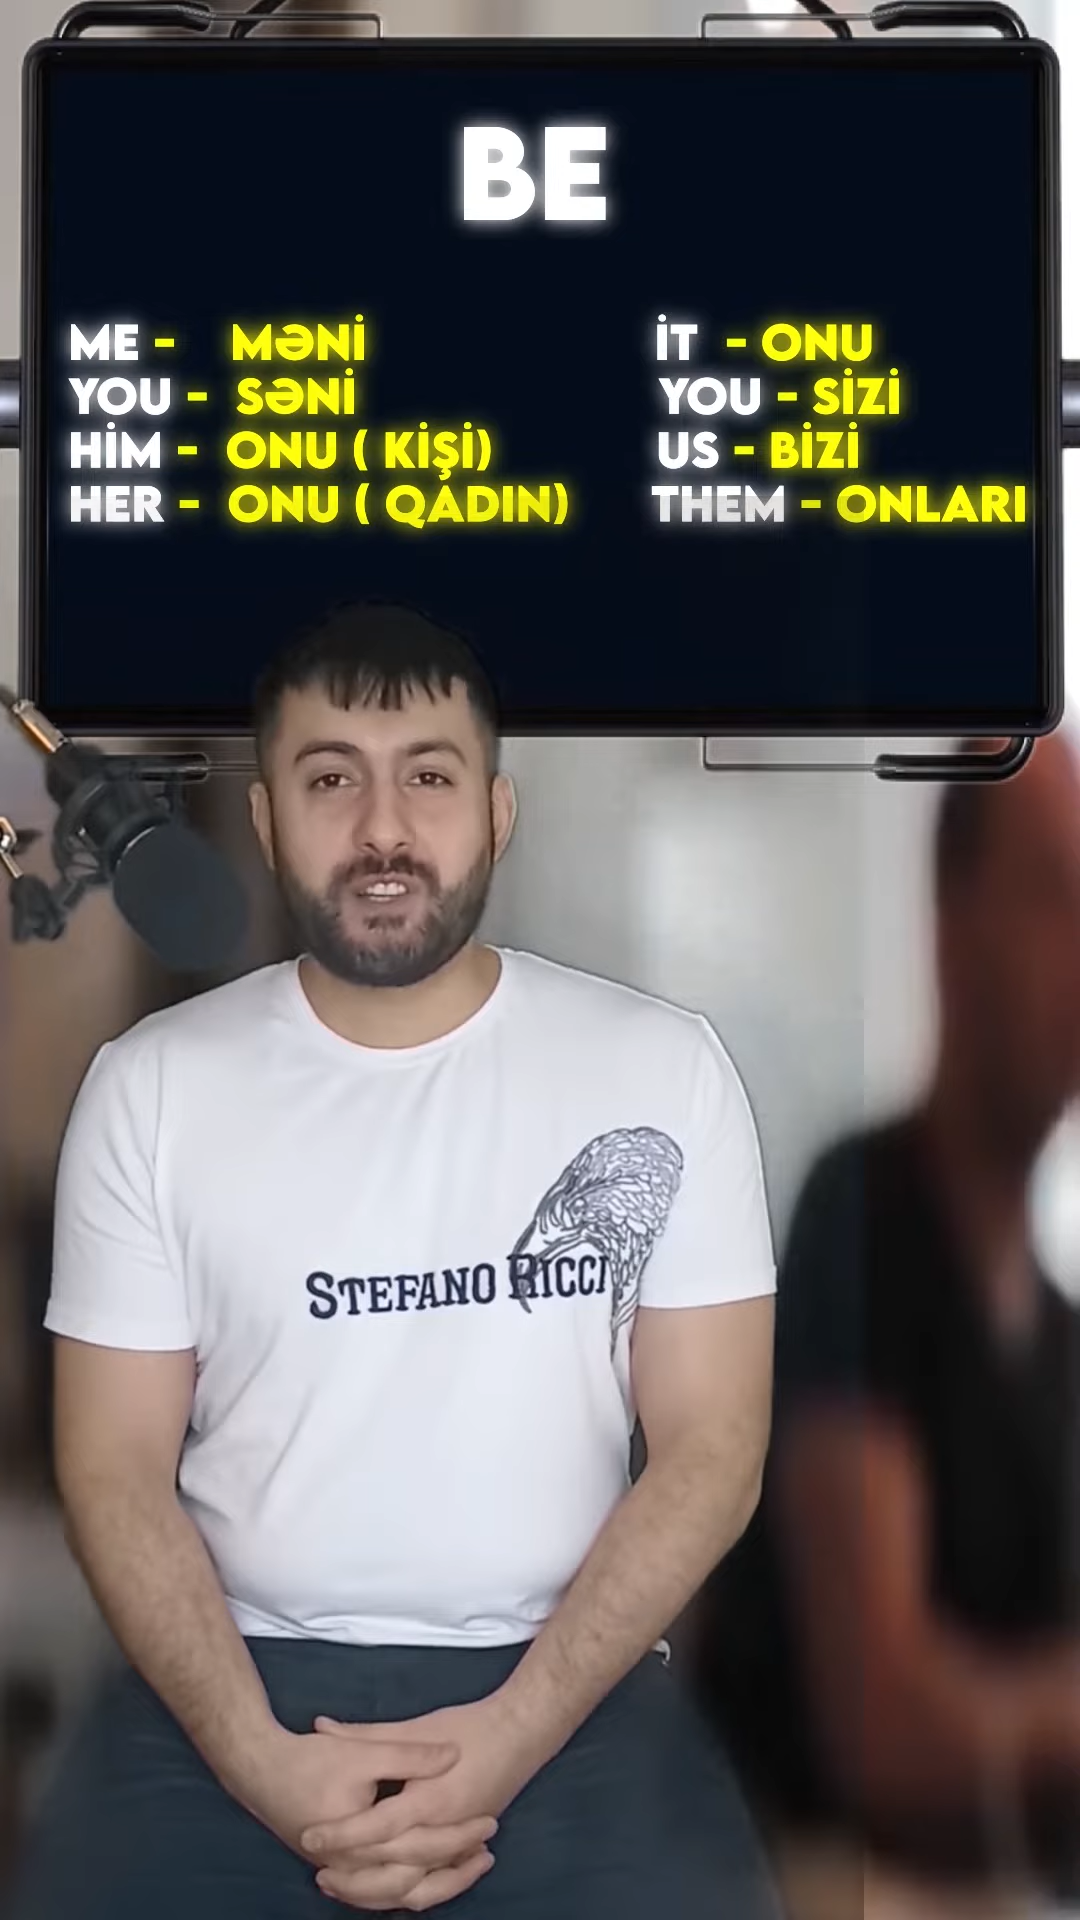 BE
ME - MƏNİ
YOU - SƏNİ
HİM - ONU ( KİŞİ)
HER - ONU ( QADIN)
İT - ONU
YOU - SİZİ
US - BİZİ
THEM - ONLARI
STEFANO RICCI